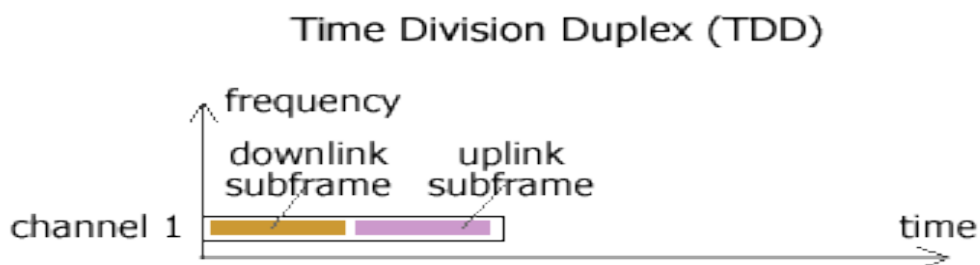 Time Division Duplex (TDD)
frequency
downlink
subframe
uplink
subframe
channel 1
time